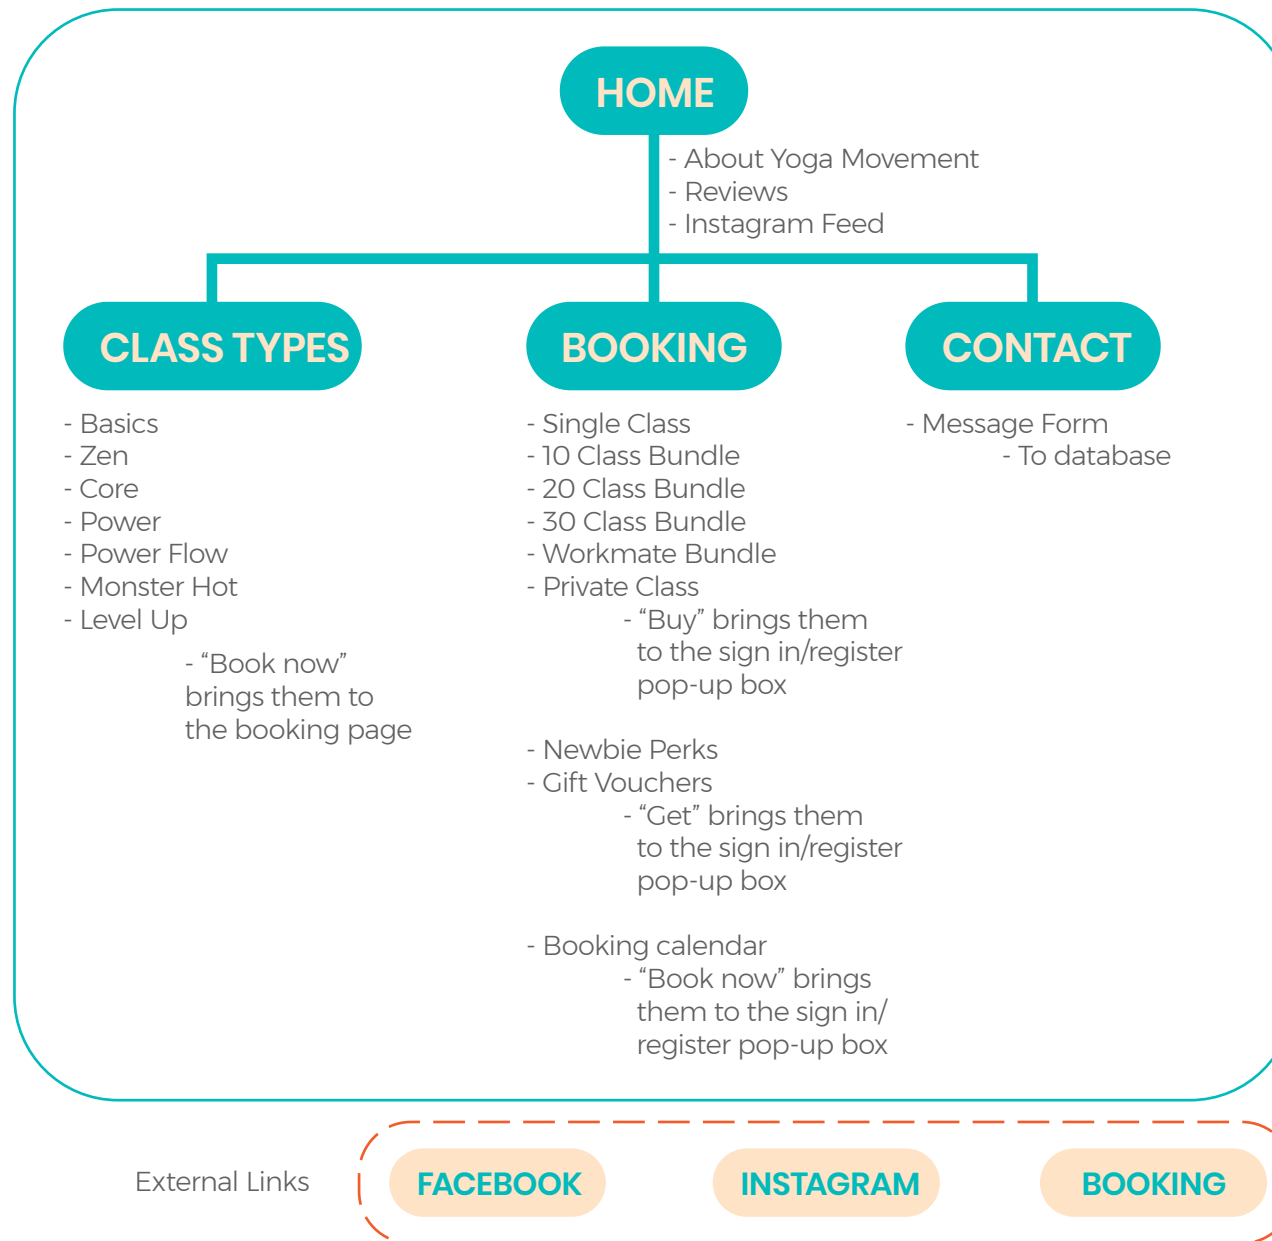 HOME
- About Yoga Movement
- Reviews
- Instagram Feed
CLASS TYPES
- Basics
- Zen
- Core
- Power
- Power Flow
- Monster Hot
- Level Up
- “Book now”
brings them to
the booking page
BOOKING
- Single Class
- 10 Class Bundle
- 20 Class Bundle
- 30 Class Bundle
- Workmate Bundle
- Private Class
- “Buy” brings them
to the sign in/register
pop-up box
- Newbie Perks
- Gift Vouchers
- “Get” brings them
to the sign in/register
pop-up box
- Booking calendar
- “Book now” brings
them to the sign in/
register pop-up box
CONTACT
- Message Form
- To database
External Links
FACEBOOK
INSTAGRAM
BOOKING